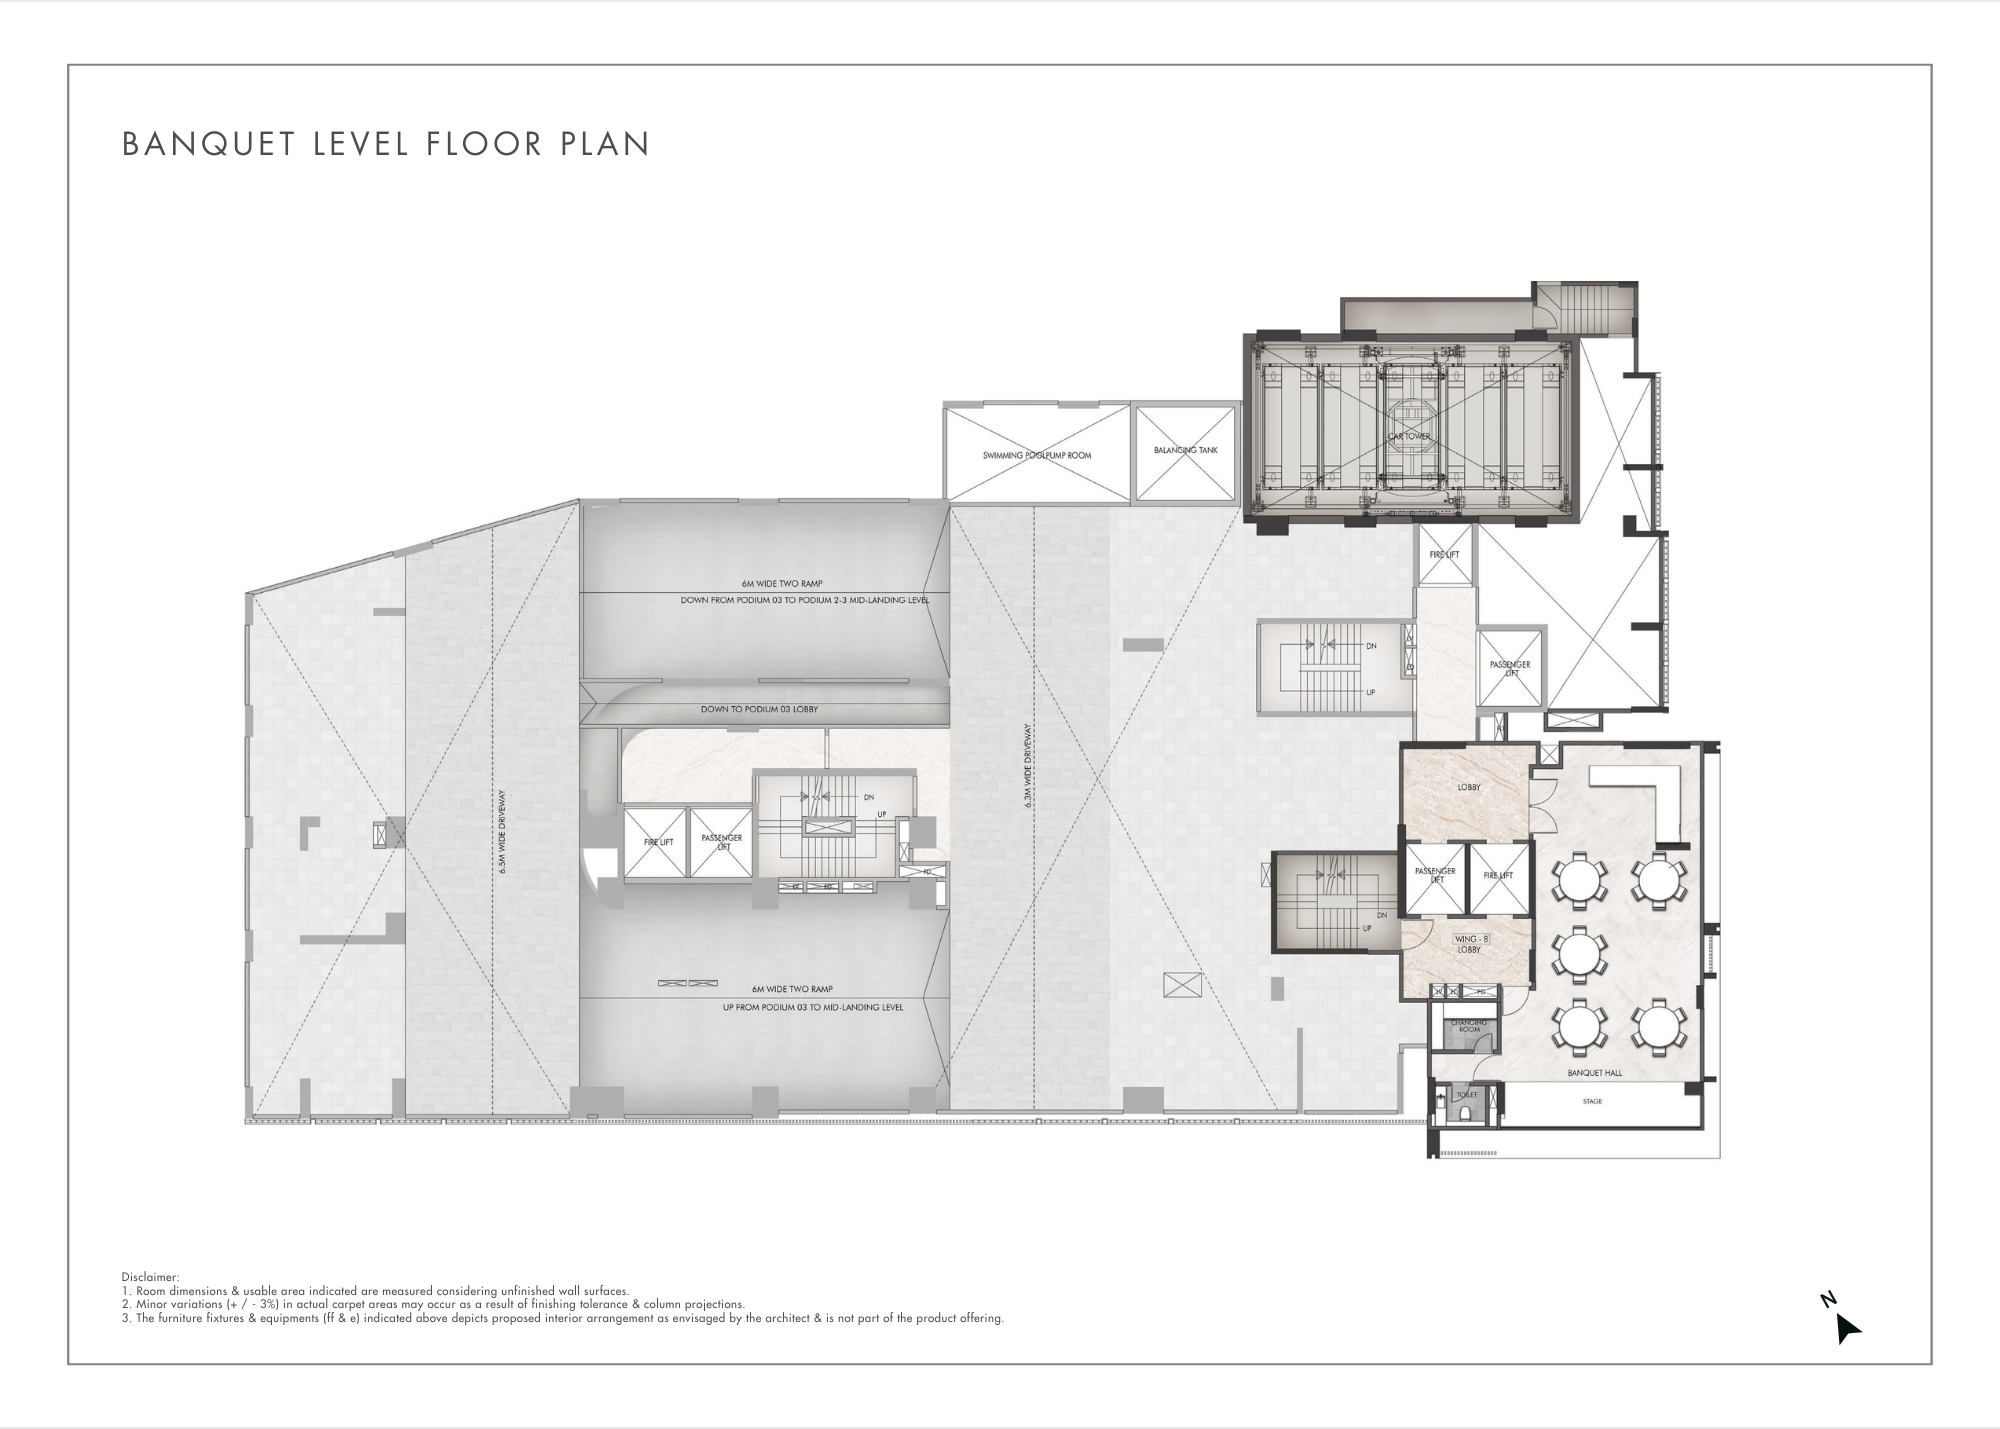 BANQUET LEVEL FLOOR PLAN
CAR TOWER
SWIMMING POOLPUMP ROOM
BALANCING TANK
FIRE LIFT
6M WIDE TWO RAMP
DOWN FROM PODIUM 03 TO PODIUM 2-3 MID-LANDING LEVEL
DN
UP
PASSENGER
LIFT
DOWN TO PODIUM 03 LOBBY
6.3M WIDE DRIVEWAY
6.5M WIDE DRIVEWAY
LOBBY
DN
UP
FIRE LIFT
PASSENGER
LIFT
PASSENGER
LIFT
FIRE LIFT
DN
UP
WING - B
LOBBY
6M WIDE TWO RAMP
UP FROM PODIUM 03 TO MID-LANDING LEVEL
CHANGING
ROOM
BANQUET HALL
TOILET
STAGE
Disclaimer:
1. Room dimensions & usable area indicated are measured considering unfinished wall surfaces.
2. Minor variations (+ / - 3%) in actual carpet areas may occur as a result of finishing tolerance & column projections.
3. The furniture fixtures & equipments (ff & e) indicated above depicts proposed interior arrangement as envisaged by the architect & is not part of the product offering.
N